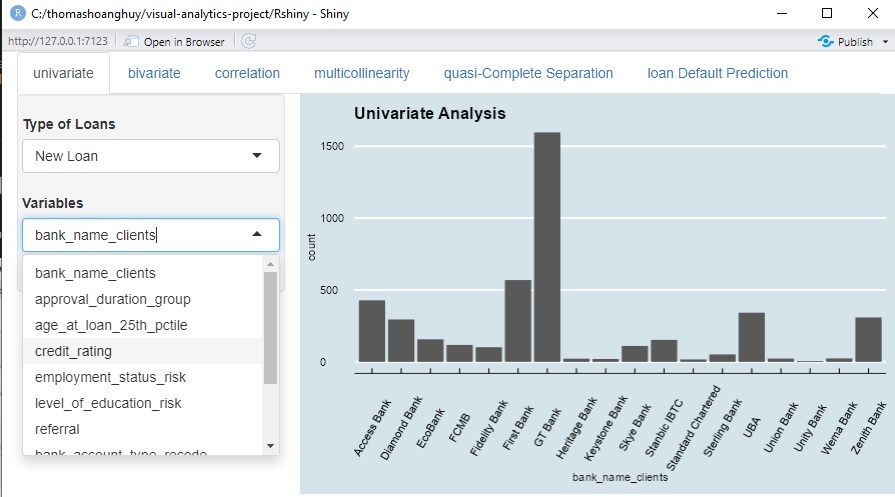 C:/thomashoanghuy/visual-analytics-project/Rshiny - Shiny
http://127.0.0.1:7123 Open in Browser Publish
univariate bivariate correlation multicollinearity quasi-Complete Separation loan Default Prediction
Type of Loans
New Loan
Variables
bank_name_clients
bank_name_clients
approval_duration_group
age_at_loan_25th_pctile
credit_rating
employment_status_risk
level_of_education_risk
referral
bank_account_type_recode
Univariate Analysis
1500
1000
500
0
count
Access Bank
Diamond Bank
EcoBank
FCMB
Fidelity Bank
First Bank
GT Bank
Heritage Bank
Keystone Bank
Skye Bank
Stanbic IBTC
Standard Chartered
Sterling Bank
UBA
Union Bank
Unity Bank
Wema Bank
Zenith Bank
bank_name_clients